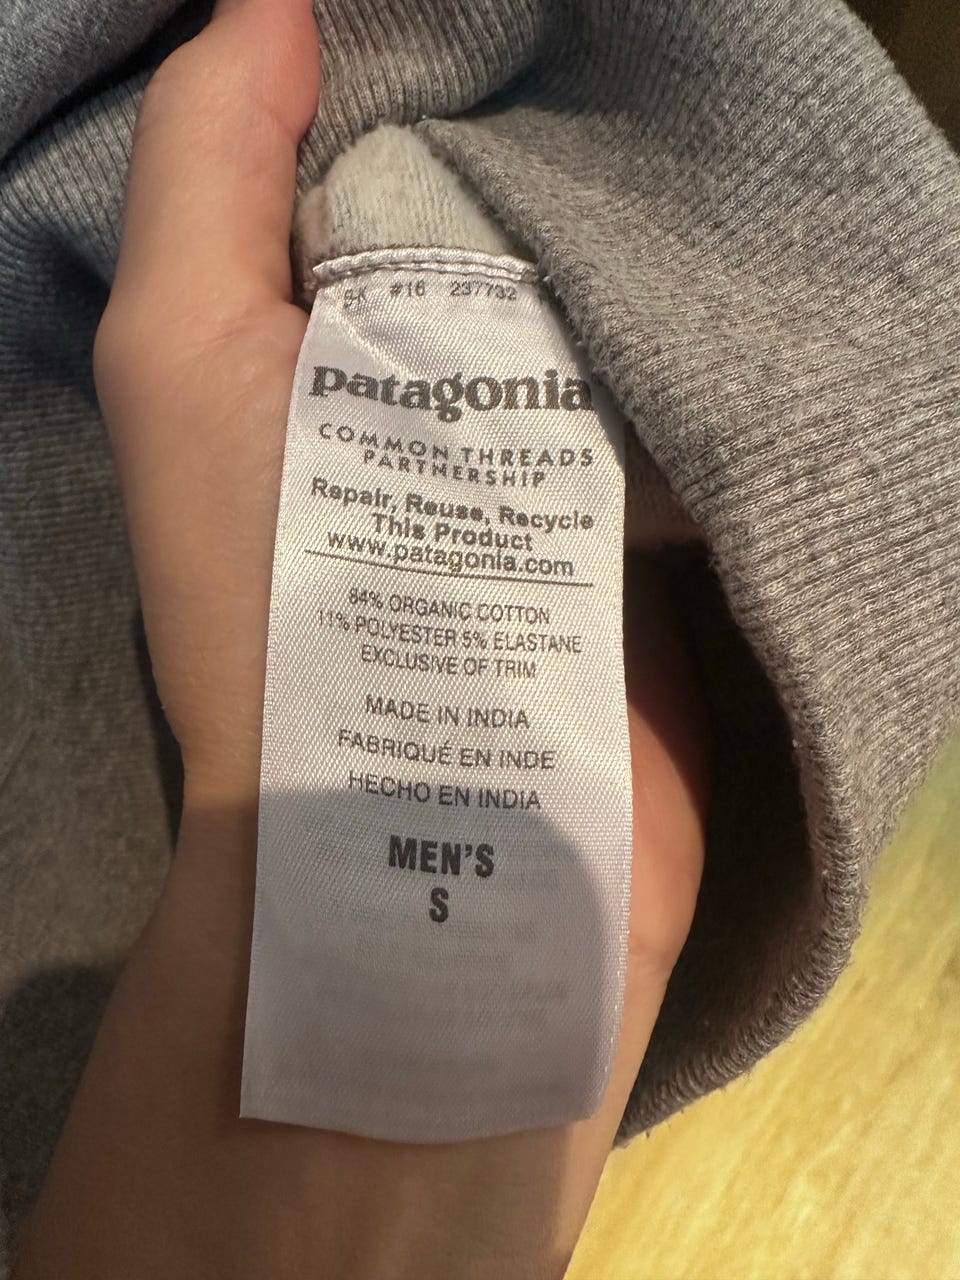 #16 237732
patagonia
COMMON THREADS
PARTNERSHIP
Repair, Reuse, Recycle
This Product
www.patagonia.com
84% ORGANIC COTTON
11% POLYESTER 5% ELASTANE
EXCLUSIVE OF TRIM
MADE IN INDIA
FABRIQUÉ EN INDE
HECHO EN INDIA
MEN'S
S